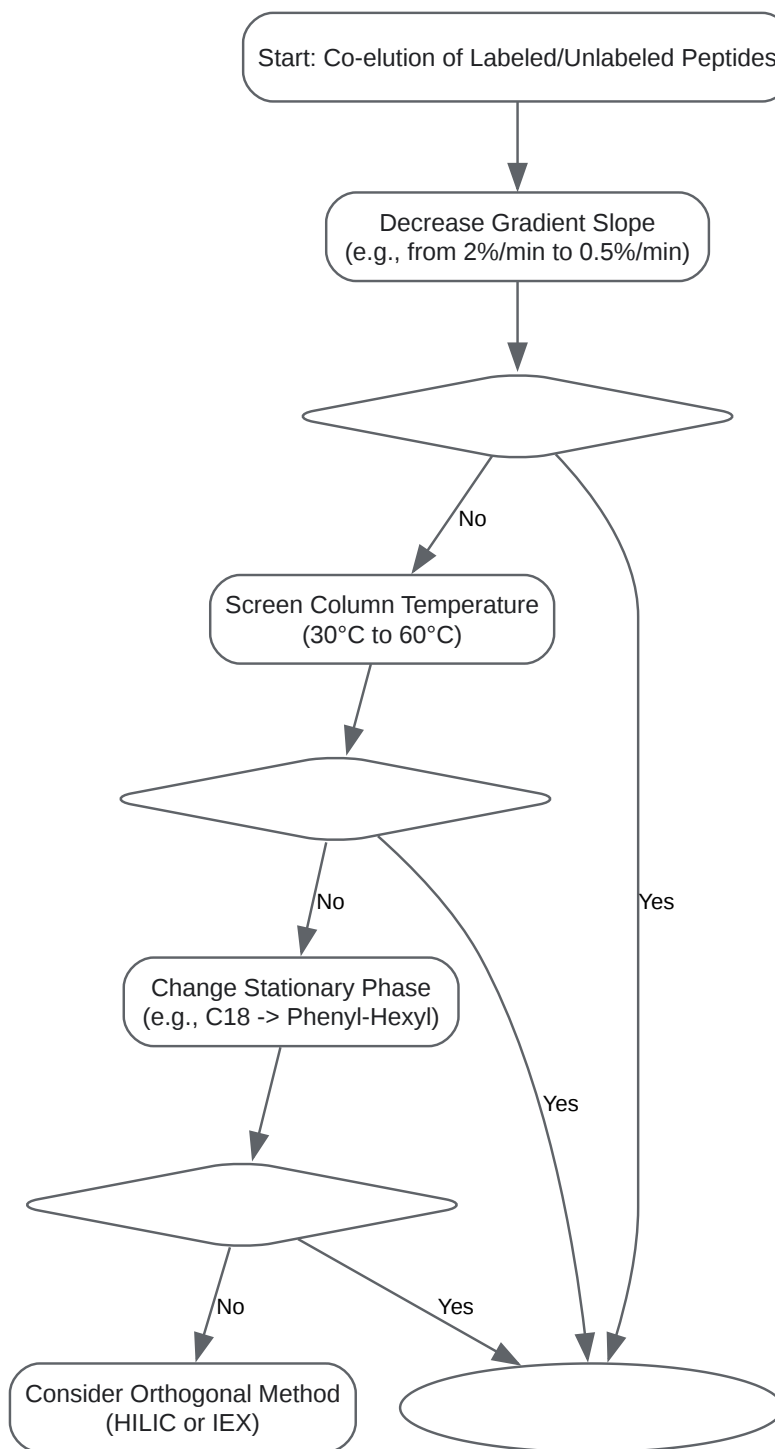 Start: Co-elution of Labeled/Unlabeled Peptides
Decrease Gradient Slope
(e.g., from 2%/min to 0.5%/min)
No
Screen Column Temperature
(30°C to 60°C)
No
Yes
Change Stationary Phase
(e.g., C18 -> Phenyl-Hexyl)
Yes
No
Yes
Consider Orthogonal Method
(HILIC or IEX)